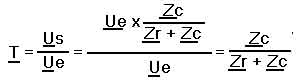 T = Us/Ue = (Ue x Zc/(Zr + Zc))/Ue = Zc/(Zr + Zc)